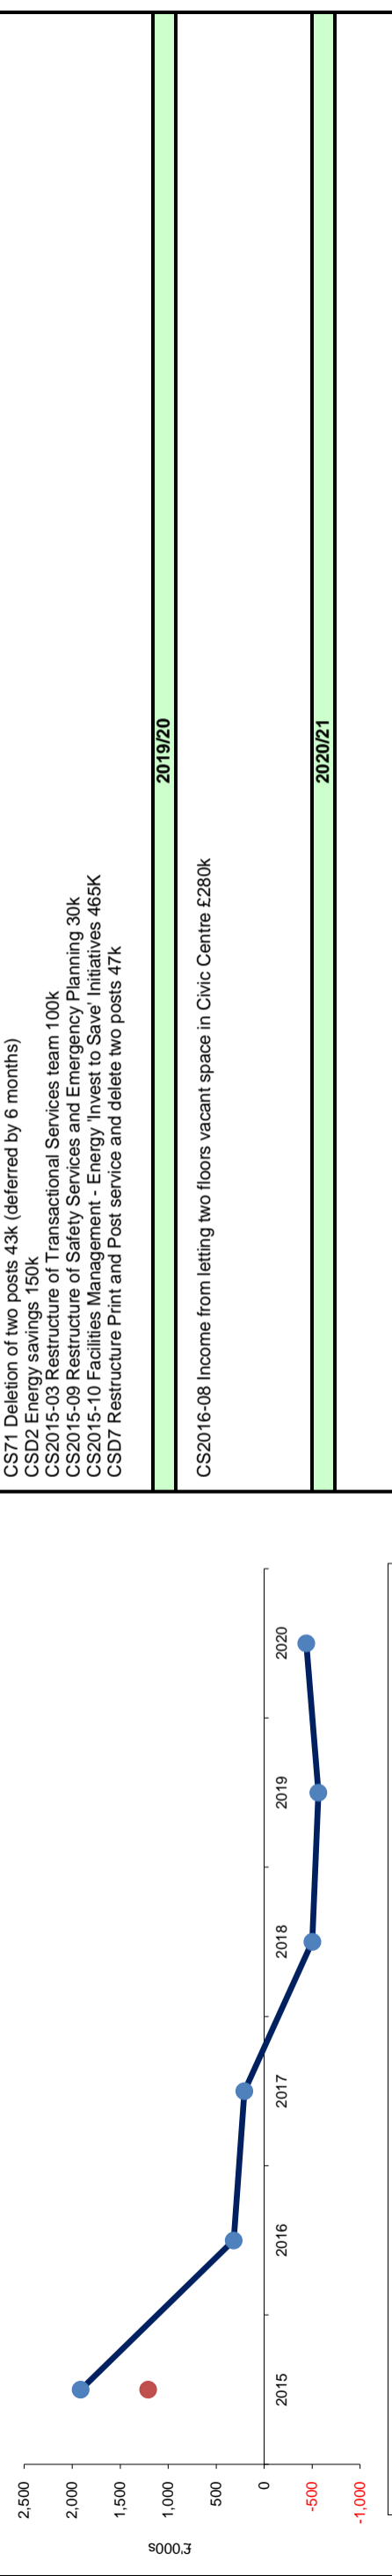 CS71 Deletion of two posts 43k (deferred by 6 months)
CSD2 Energy savings 150k
CS2015-03 Restructure of Transactional Services team 100k
CS2015-09 Restructure of Safety Services and Emergency Planning 30k
CS2015-10 Facilities Management - Energy 'Invest to Save' Initiatives 465K
CSD7 Restructure Print and Post service and delete two posts 47k
2019/20
CS2016-08 Income from letting two floors vacant space in Civic Centre £280k
2020/21
2,500
2,000
1,500
1,000
500
0
-500
-1,000
£'000s
2015
2016
2017
2018
2019
2020